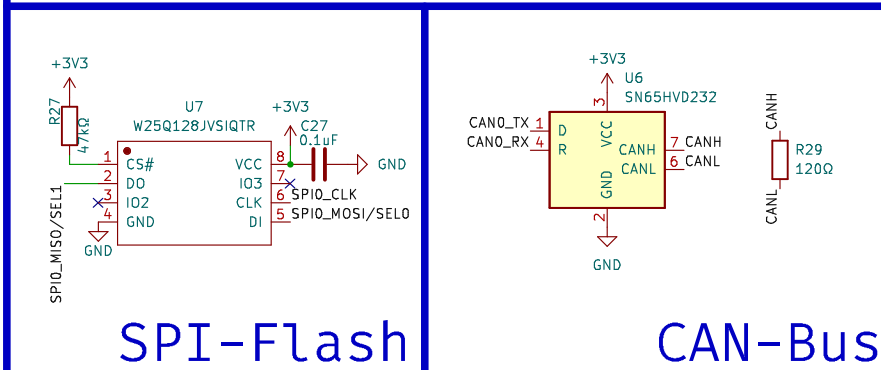 +3V3
R27
47kΩ
U7
W25Q128JVSIQTR
+3V3
C27
0.1uF
GND
1 CS#
2 DO
3 IO2
4 GND
VCC 8
IO3 7
CLK 6
DI 5
SPI0_CLK
SPI0_MOSI/SEL0
GND
SPI0_MISO/SEL1
SPI-Flash
+3V3
U6
SN65HVD232
3
VCC
CAN0_TX 1 D
CAN0_RX 4 R
CANH 7 CANH
CANL 6 CANL
GND
2
GND
CANH
R29
120Ω
CANL
CAN-Bus